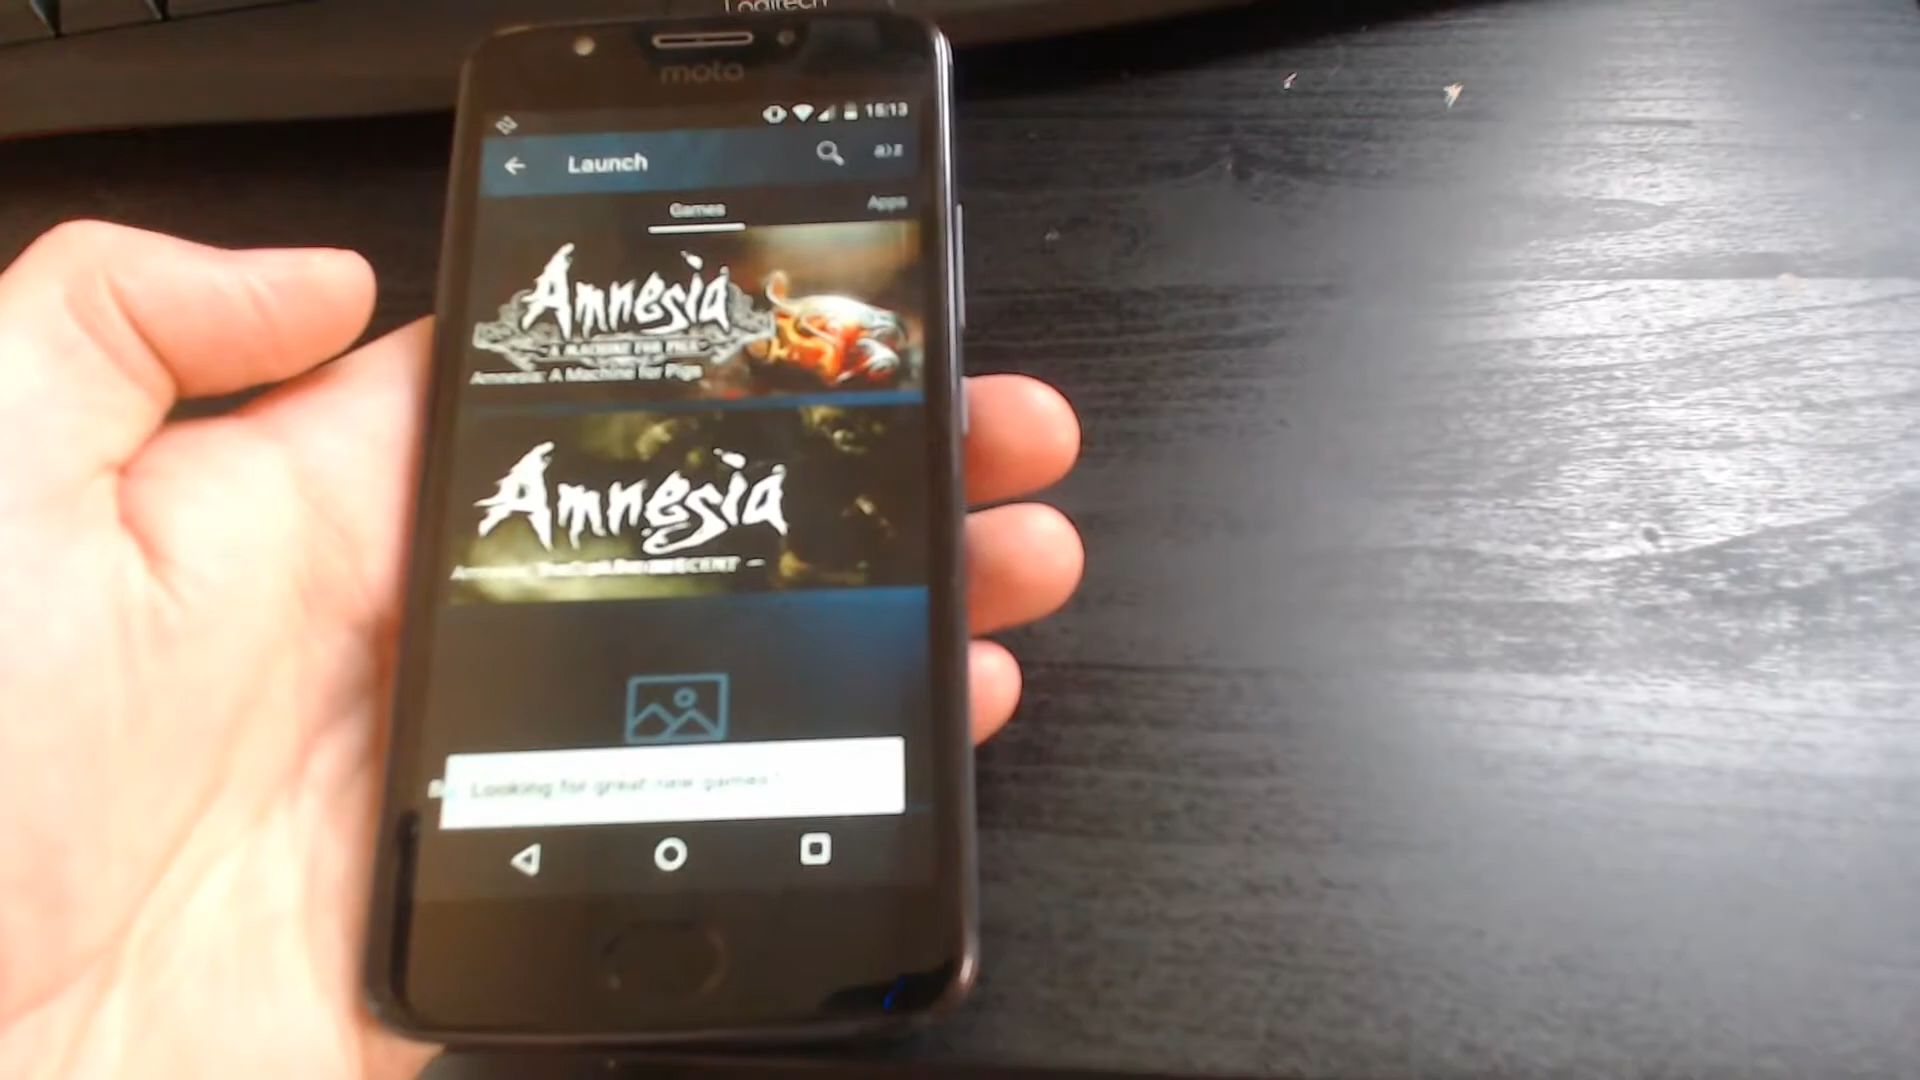 Logitech
moto
15:13
Launch
a›z
Games
Apps
Amnesia
A MACHINE FOR PIGS
Amnesia: A Machine for Pigs
Amnesia
DESCENT
Looking for great new games